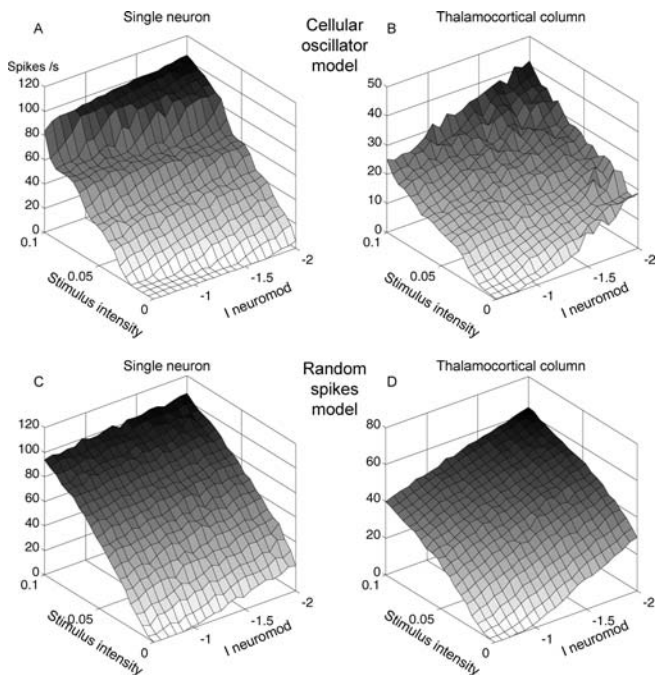 A
Single neuron
Cellular
oscillator
model
B
Thalamocortical column
Spikes /s
120
100
80
60
40
20
0
0.1
0.05
0
Stimulus intensity
-1
-1.5
-2
I neuromod
50
40
30
20
10
0
0.1
0.05
0
Stimulus intensity
-1
-1.5
-2
I neuromod
C
Single neuron
Random
spikes
model
D
Thalamocortical column
120
100
80
60
40
20
0
0.1
0.05
0
Stimulus intensity
-1
-1.5
-2
I neuromod
80
60
40
20
0
0.1
0.05
0
Stimulus intensity
-1
-1.5
-2
I neuromod